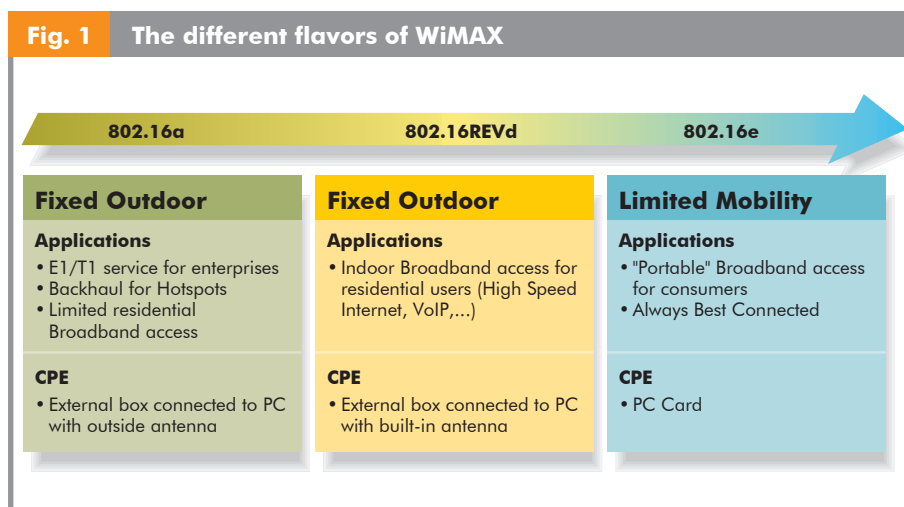 Fig. 1 The different flavors of WiMAX
802.16a 802.16REVd 802.16e
Fixed Outdoor
Applications
• E1/T1 service for enterprises
• Backhaul for Hotspots
• Limited residential
Broadband access
CPE
• External box connected to PC
with outside antenna
Fixed Outdoor
Applications
• Indoor Broadband access for
residential users (High Speed
Internet, VoIP,...)
CPE
• External box connected to PC
with built-in antenna
Limited Mobility
Applications
• "Portable" Broadband access
for consumers
• Always Best Connected
CPE
• PC Card